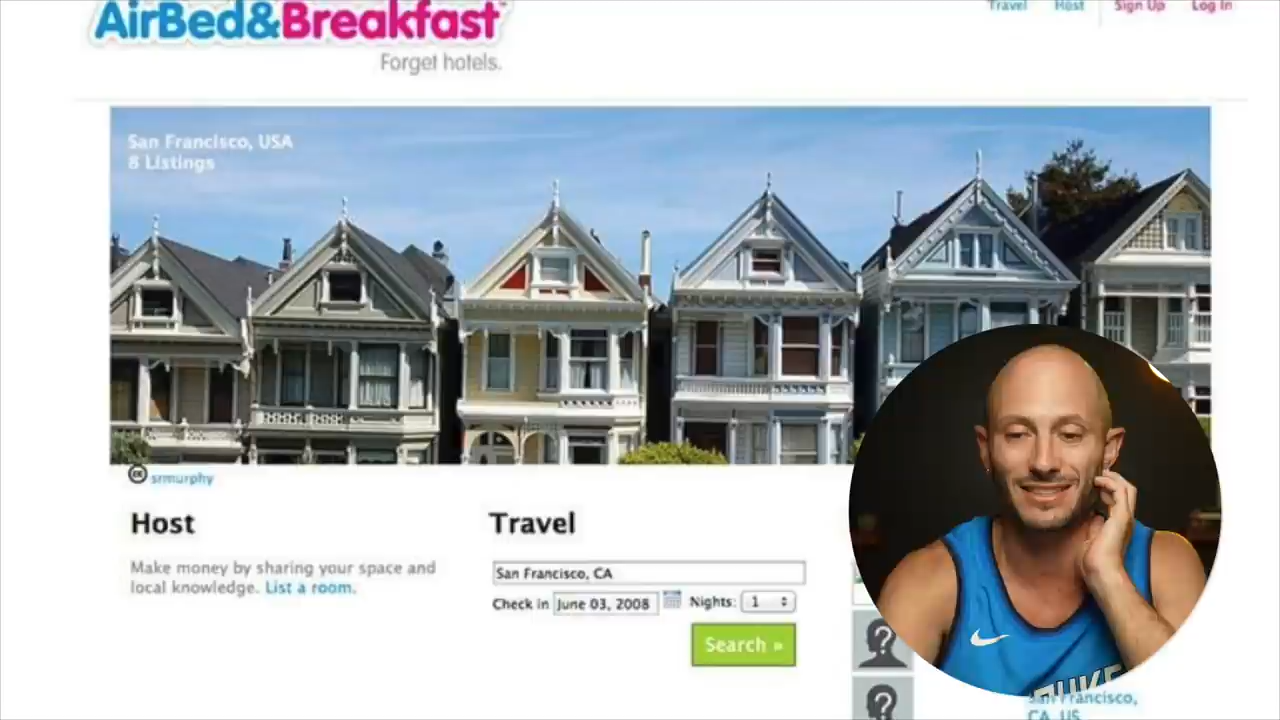 AirBed&Breakfast
Forget hotels.
Travel Host Sign Up Log In
San Francisco, USA
8 Listings
cc srmurphy
Host
Make money by sharing your space and
local knowledge. List a room.
Travel
San Francisco, CA
Check in June 03, 2008 Nights: 1
Search »
?
?
DUKE
San Francisco,
CA, US